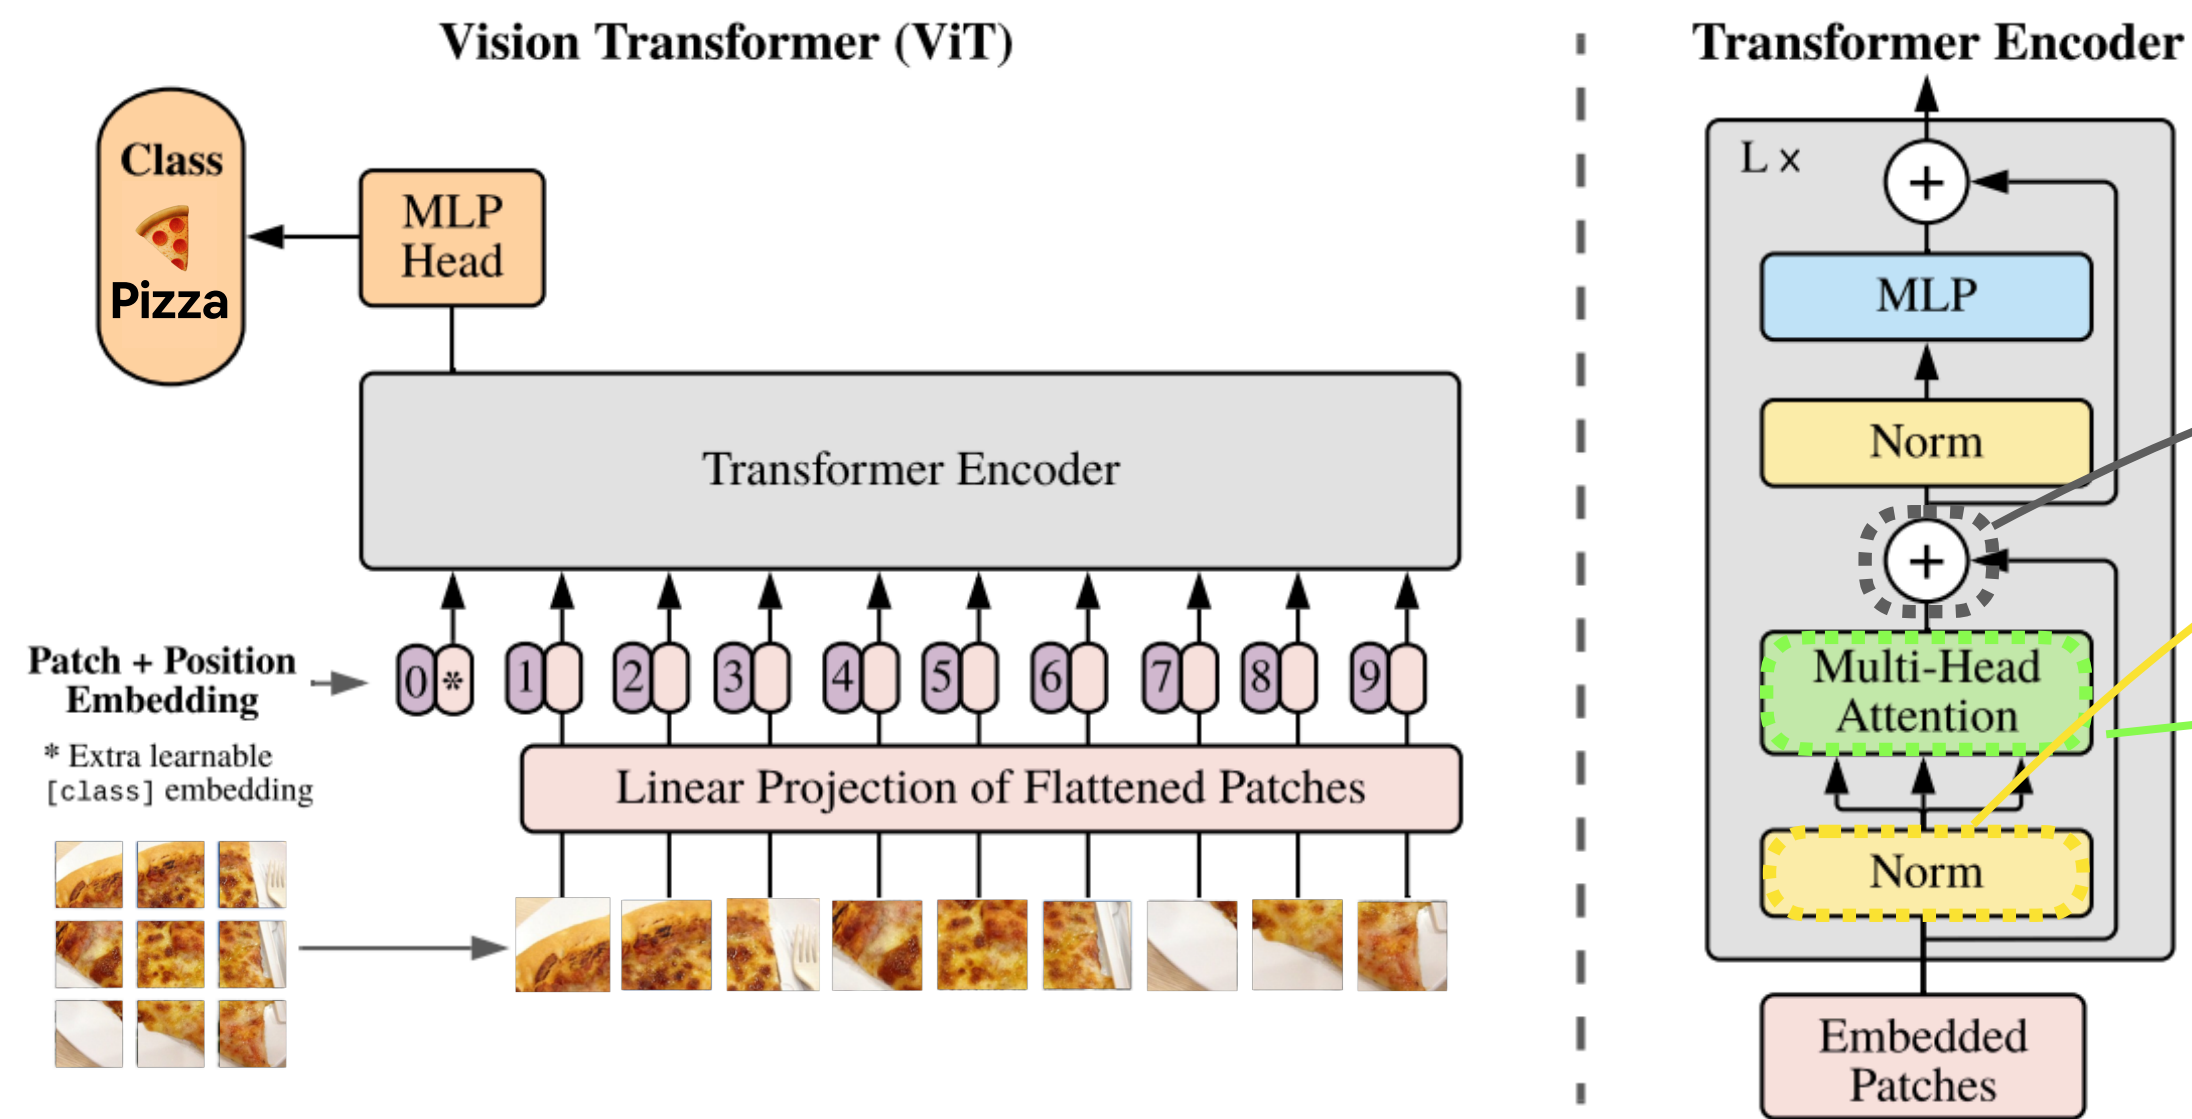 Vision Transformer (ViT)
Class
Pizza
MLP
Head
Transformer Encoder
Patch + Position
Embedding
0 * 1 2 3 4 5 6 7 8 9
* Extra learnable
[class] embedding
Linear Projection of Flattened Patches
Transformer Encoder
L x
+
MLP
Norm
+
Multi-Head
Attention
Norm
Embedded
Patches